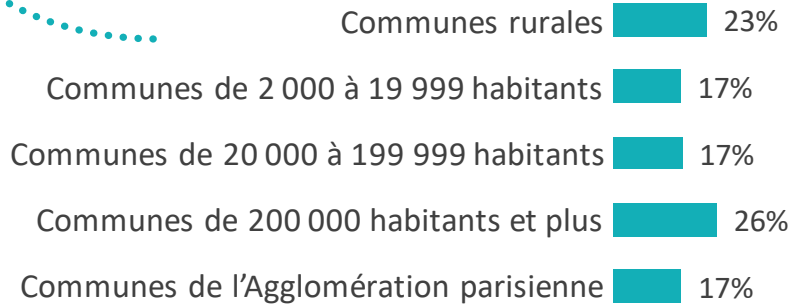 Communes rurales 23%
Communes de 2 000 à 19 999 habitants 17%
Communes de 20 000 à 199 999 habitants 17%
Communes de 200 000 habitants et plus 26%
Communes de l’Agglomération parisienne 17%